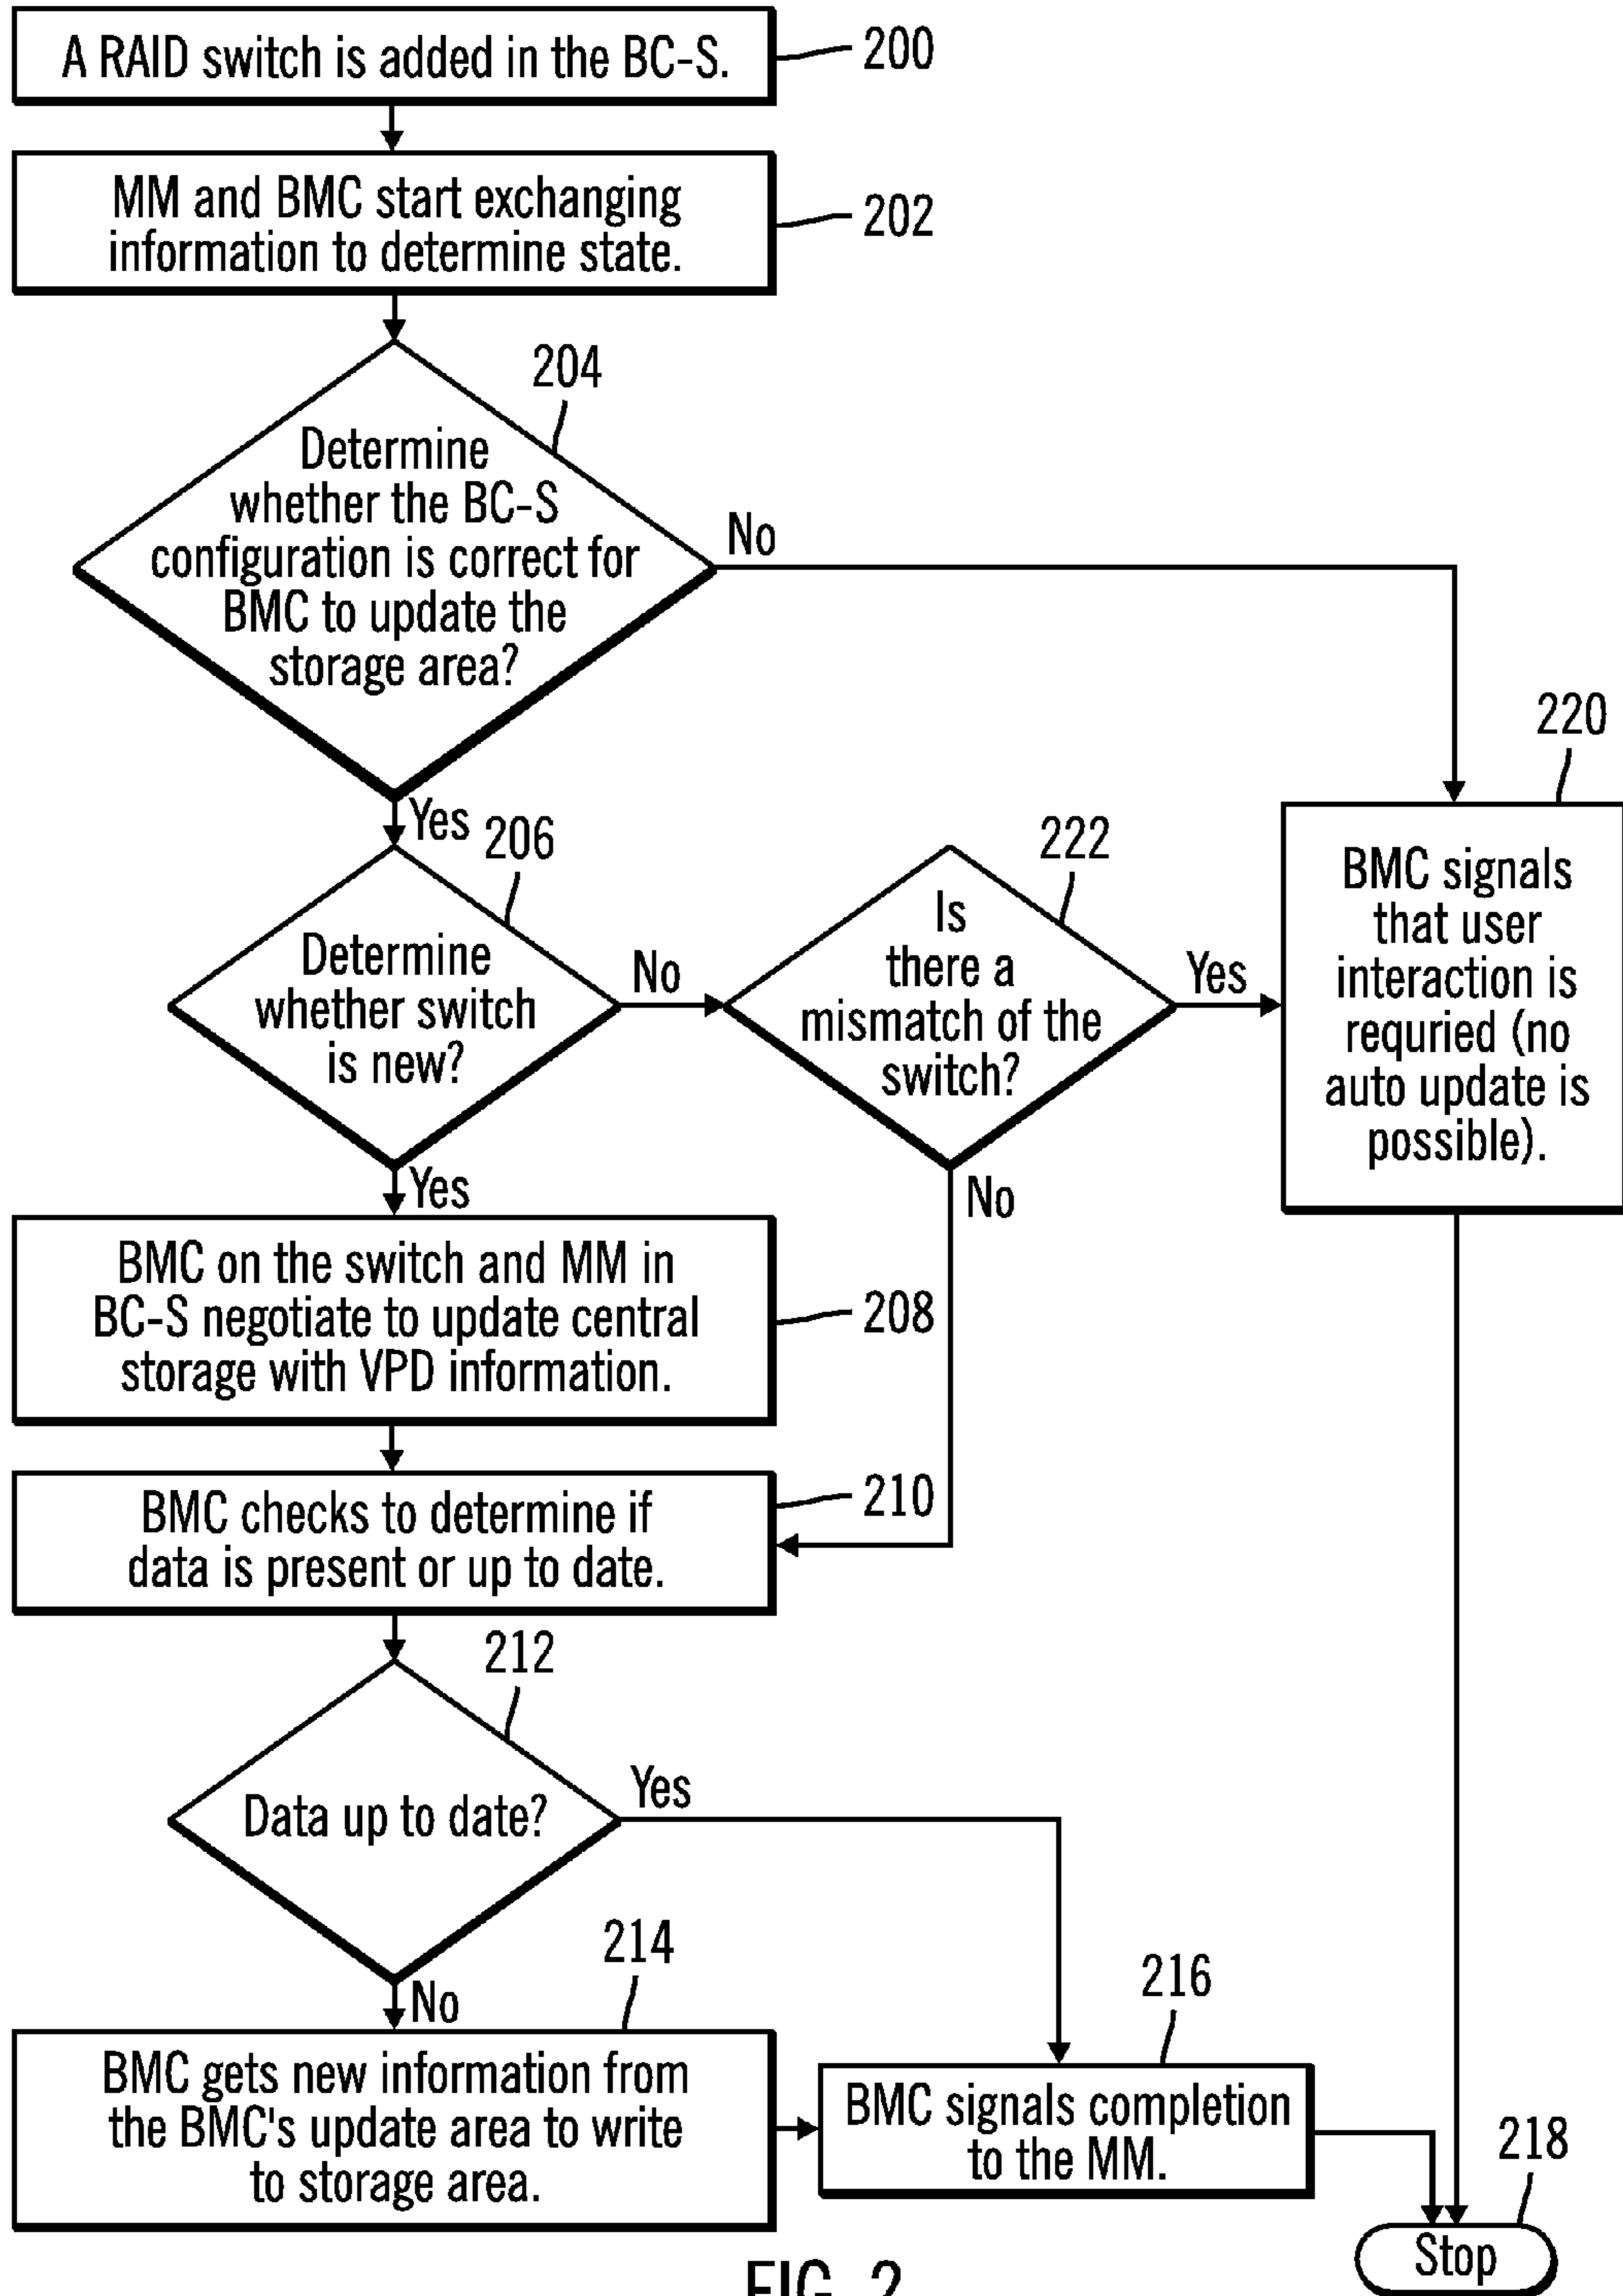 A RAID switch is added in the BC-S.
200
MM and BMC start exchanging
information to determine state.
202
204
Determine
whether the BC-S
configuration is correct for
BMC to update the
storage area?
No
Yes
206
Determine
whether switch
is new?
No
222
Is
there a
mismatch of the
switch?
Yes
220
BMC signals
that user
interaction is
requried (no
auto update is
possible).
Yes
No
BMC on the switch and MM in
BC-S negotiate to update central
storage with VPD information.
208
BMC checks to determine if
data is present or up to date.
210
212
Data up to date?
Yes
No
214
BMC gets new information from
the BMC's update area to write
to storage area.
216
BMC signals completion
to the MM.
218
Stop
FIG. 2